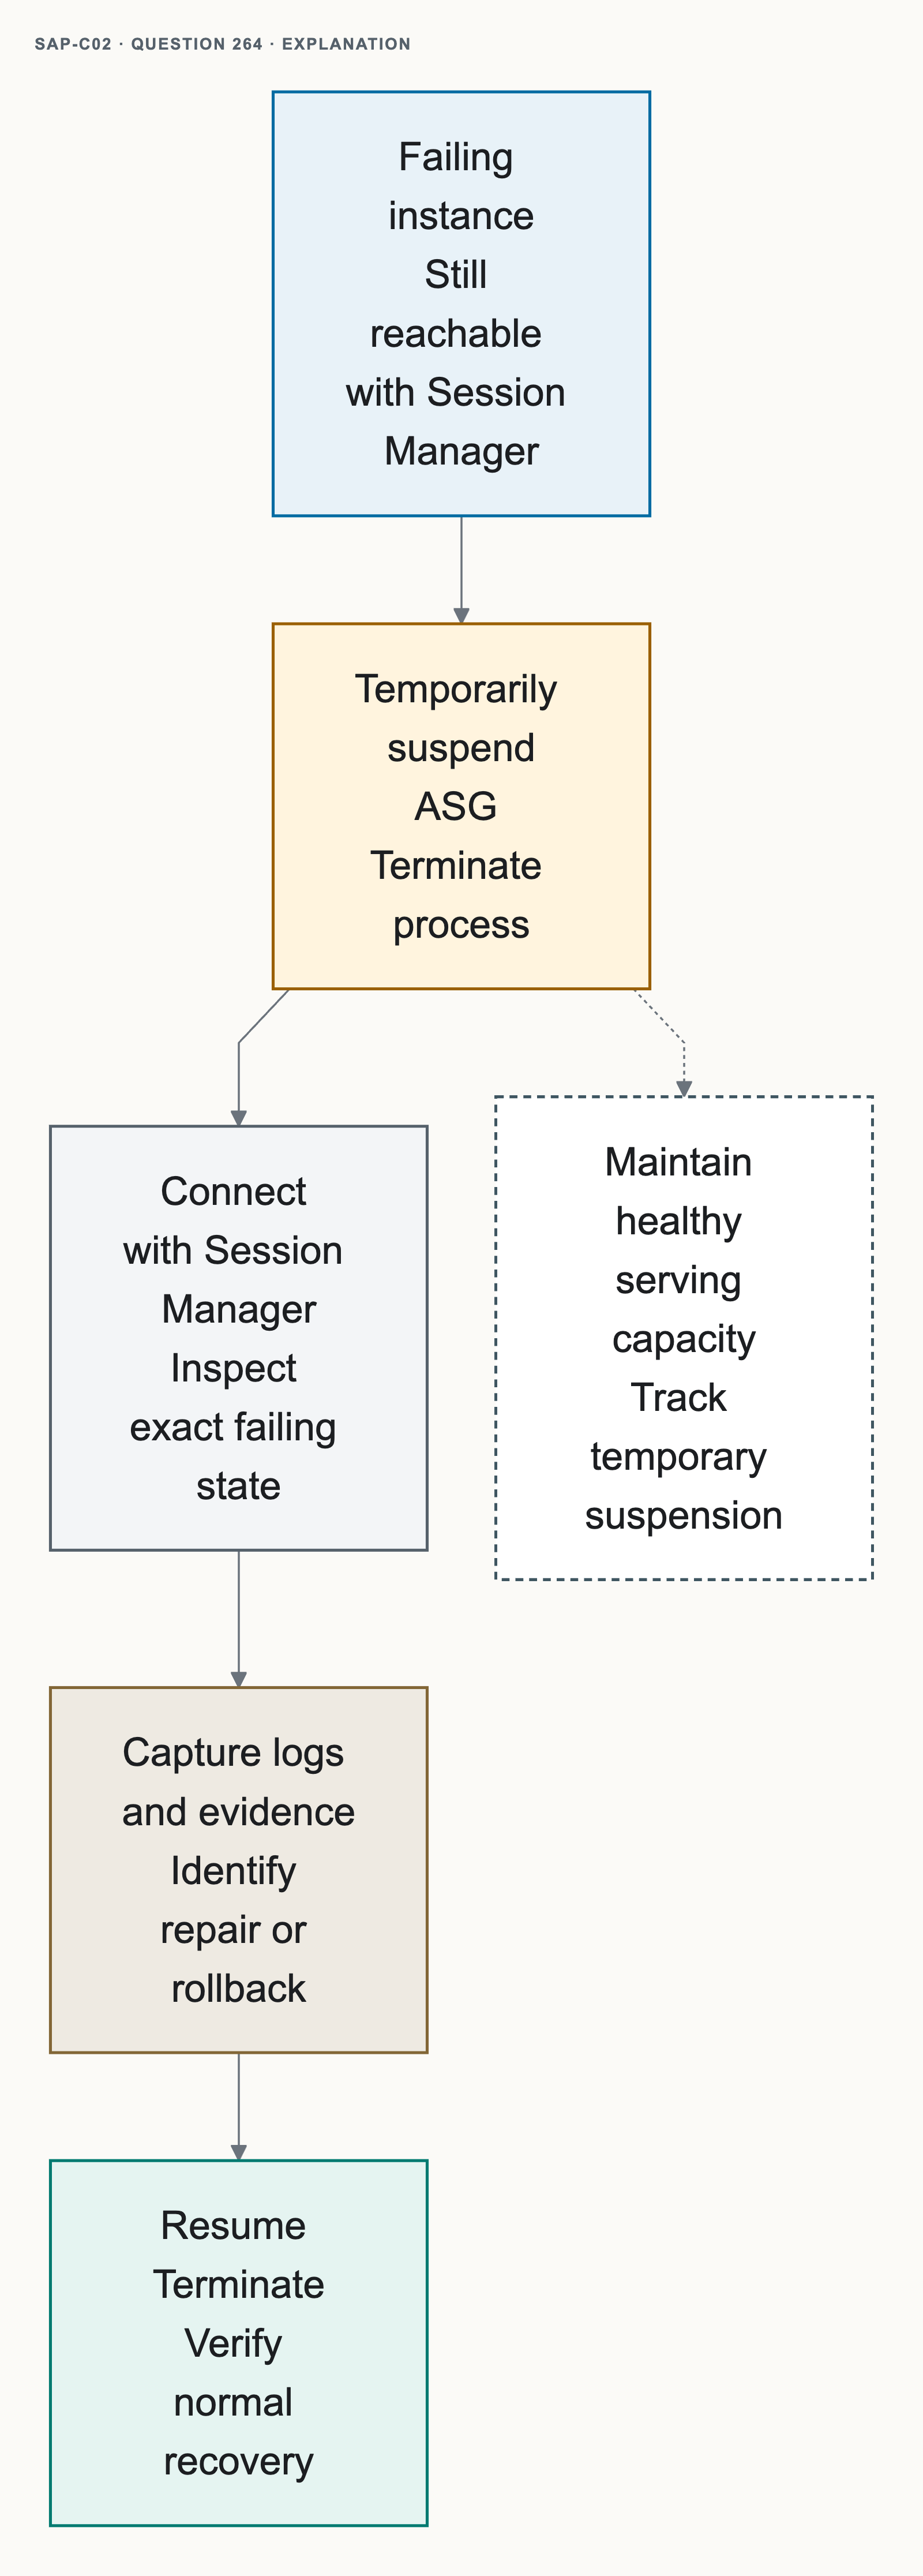 SAP-C02 · QUESTION 264 · EXPLANATION
Failing
instance
Still
reachable
with Session
Manager
Temporarily
suspend
ASG
Terminate
process
Connect
with Session
Manager
Inspect
exact failing
state
Maintain
healthy
serving
capacity
Track
temporary
suspension
Capture logs
and evidence
Identify
repair or
rollback
Resume
Terminate
Verify
normal
recovery